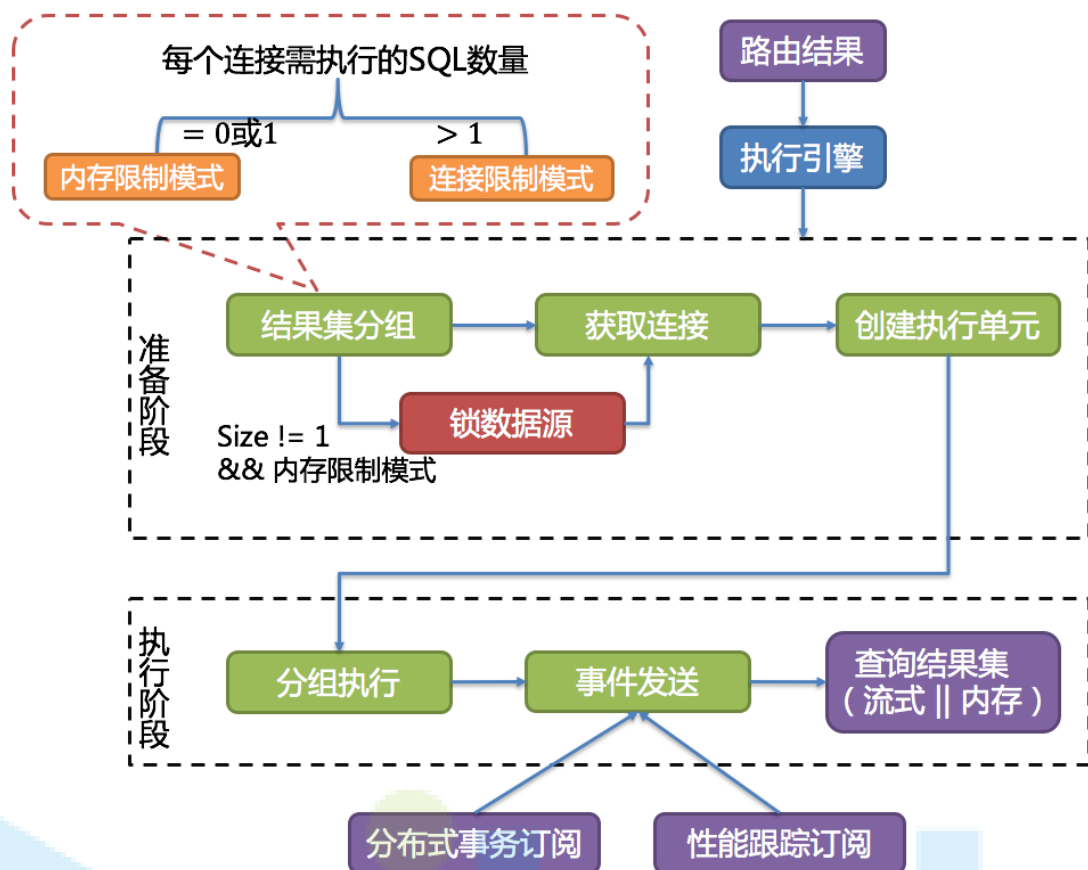 每个连接需执行的SQL数量
= 0或1
> 1
内存限制模式
连接限制模式
路由结果
执行引擎
准备阶段
结果集分组
获取连接
创建执行单元
锁数据源
Size != 1
&& 内存限制模式
执行阶段
分组执行
事件发送
查询结果集
（流式 || 内存）
分布式事务订阅
性能跟踪订阅